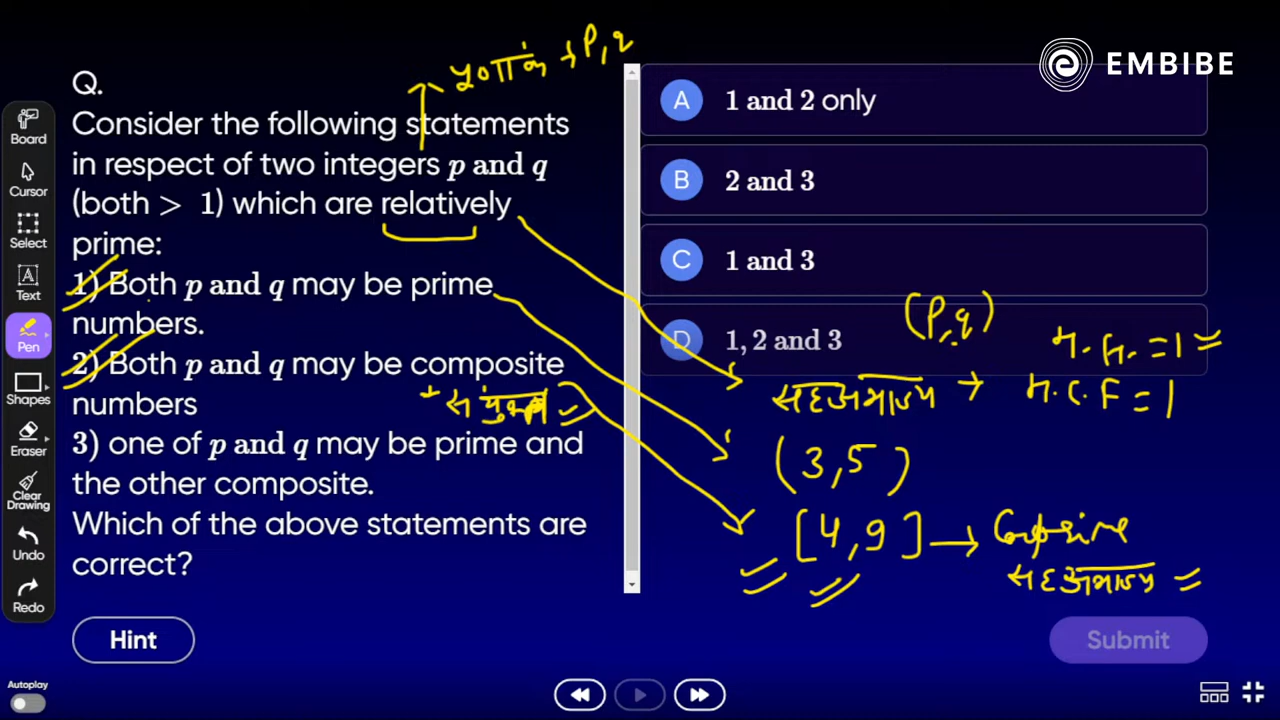 EMBIBE
Q.
Consider the following statements
in respect of two integers p and q
(both > 1) which are relatively
prime:
1) Both p and q may be prime
numbers.
2) Both p and q may be composite
numbers
3) one of p and q may be prime and
the other composite.
Which of the above statements are
correct?
Hint
A 1 and 2 only
B 2 and 3
C 1 and 3
D 1, 2 and 3
→ P, q
(P, q)
म. स. = 1
सहअभाज्य → H.C.F = 1
(3, 5)
[4, 9] → Coprime
सहअभाज्य
Submit
Board
Cursor
Select
Text
Pen
Shapes
Eraser
Clear
Drawing
Undo
Redo
Autoplay